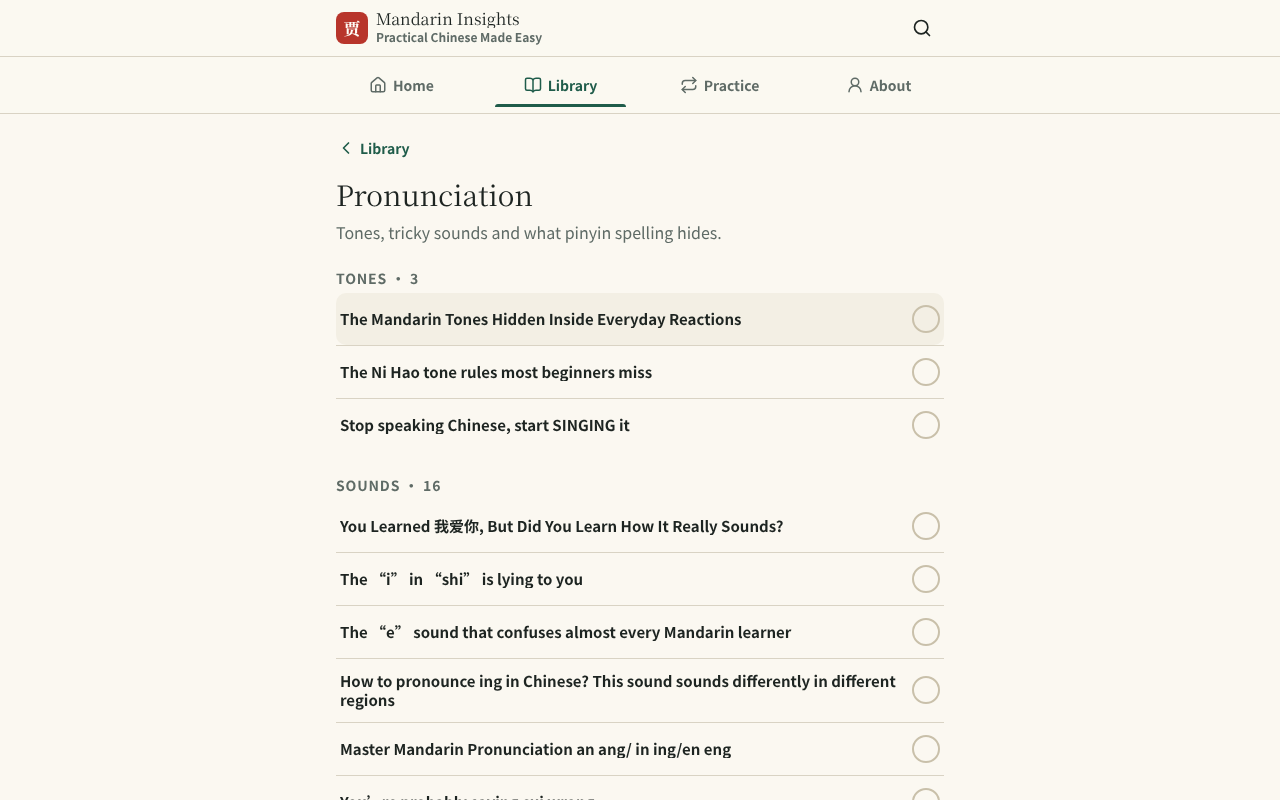 贾
Mandarin Insights
Practical Chinese Made Easy
Home
Library
Practice
About
Library
Pronunciation
Tones, tricky sounds and what pinyin spelling hides.
TONES • 3
The Mandarin Tones Hidden Inside Everyday Reactions
The Ni Hao tone rules most beginners miss
Stop speaking Chinese, start SINGING it
SOUNDS • 16
You Learned 我爱你, But Did You Learn How It Really Sounds?
The “i” in “shi” is lying to you
The “e” sound that confuses almost every Mandarin learner
How to pronounce ing in Chinese? This sound sounds differently in different
regions
Master Mandarin Pronunciation an ang/ in ing/en eng
You’re probably saying